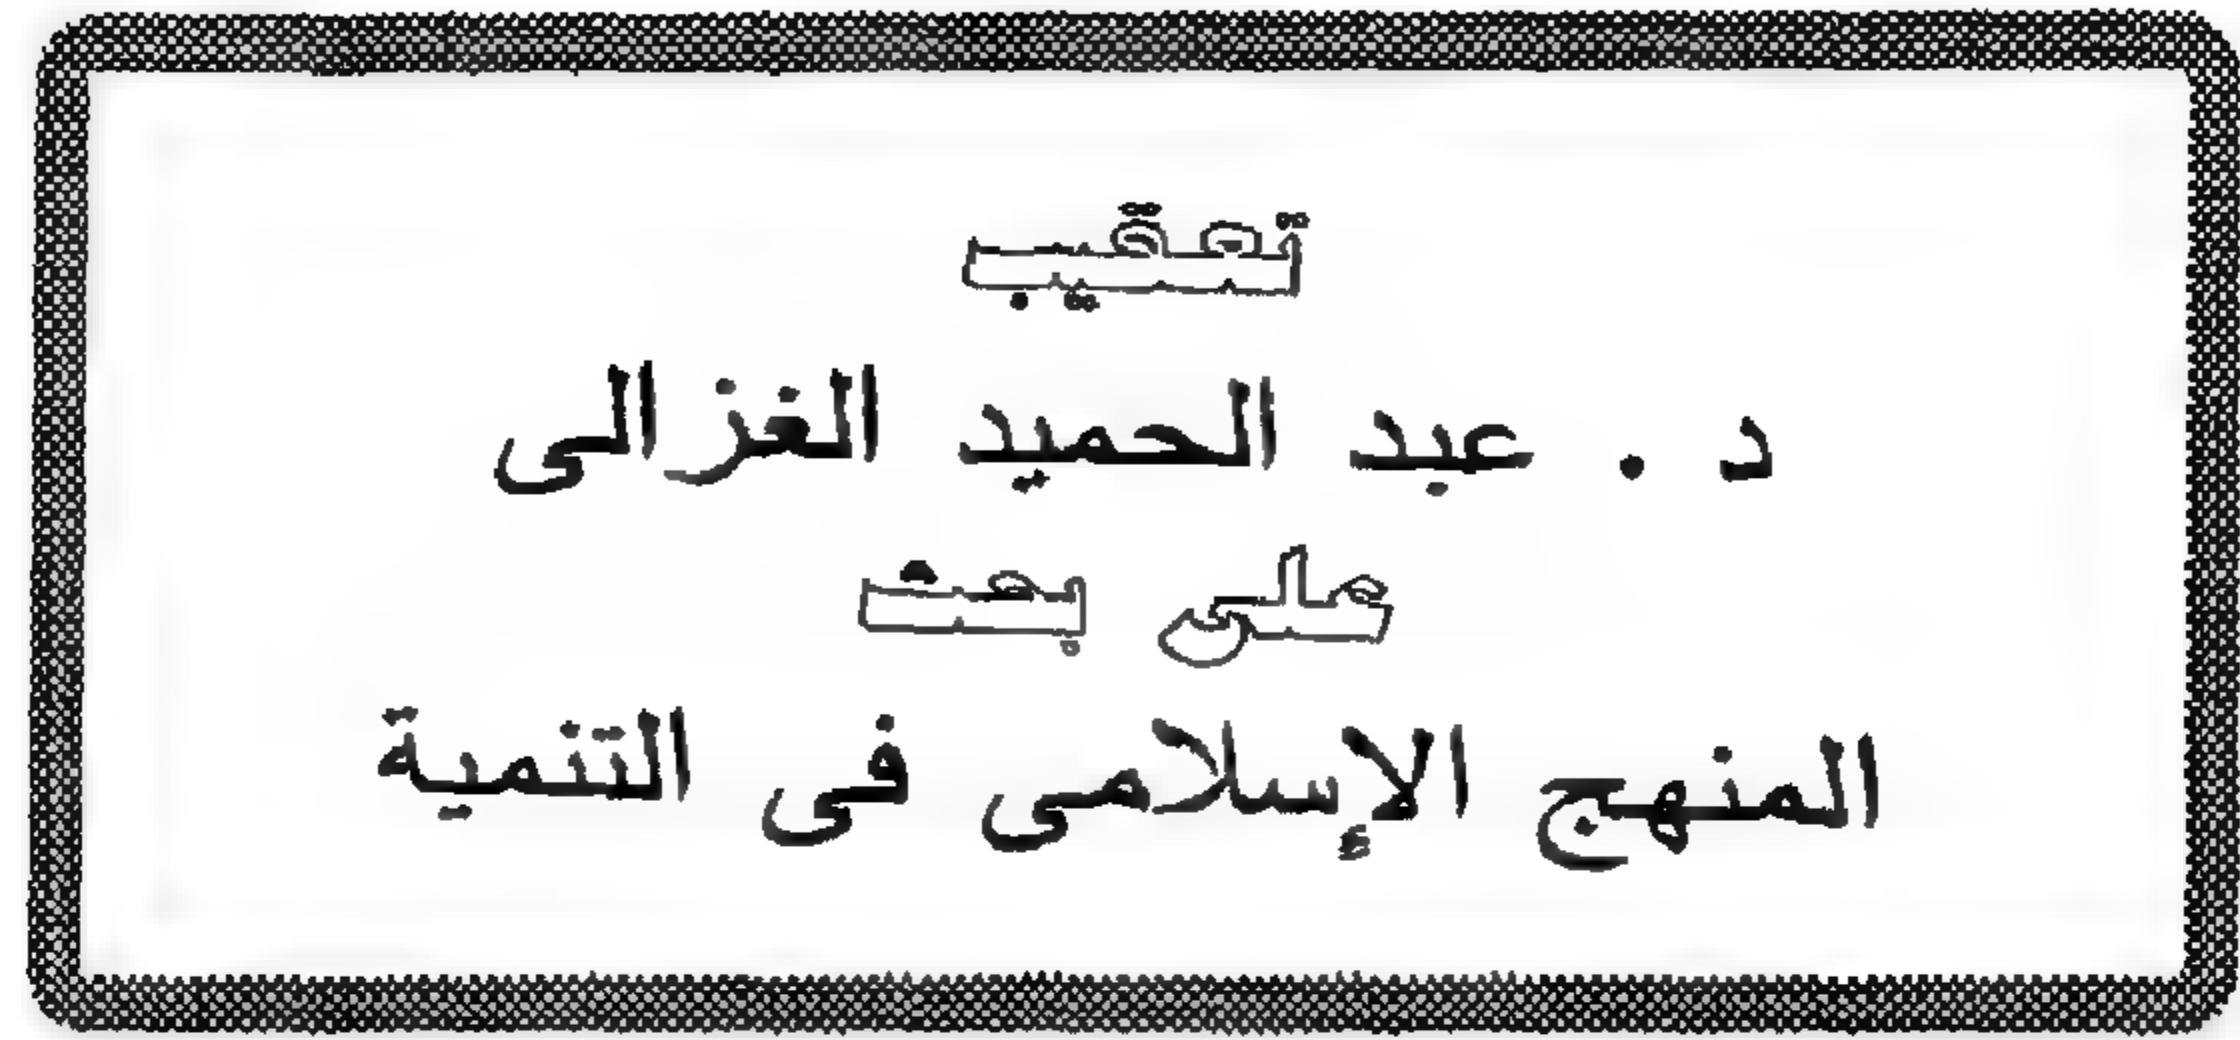 تعقيب
د . عبد الحميد الغزالى
على بحث
المنهج الإسلامى فى التنمية